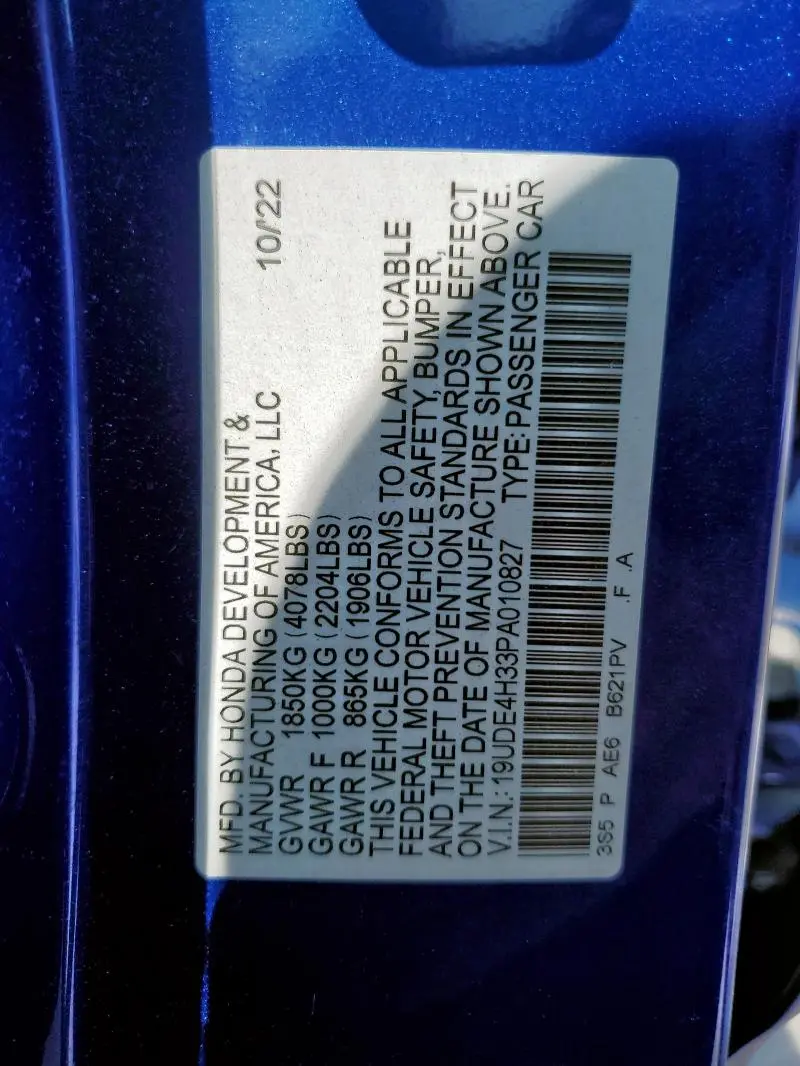 MFD. BY HONDA DEVELOPMENT &
MANUFACTURING OF AMERICA, LLC 10/'22
GVWR 1850KG (4078LBS)
GAWR F 1000KG (2204LBS)
GAWR R 865KG (1906LBS)
THIS VEHICLE CONFORMS TO ALL APPLICABLE
FEDERAL MOTOR VEHICLE SAFETY, BUMPER,
AND THEFT PREVENTION STANDARDS IN EFFECT
ON THE DATE OF MANUFACTURE SHOWN ABOVE.
V.I.N.: 19UDE4H33PA010827 TYPE: PASSENGER CAR
3S5 P AE6 B621PV .F .A